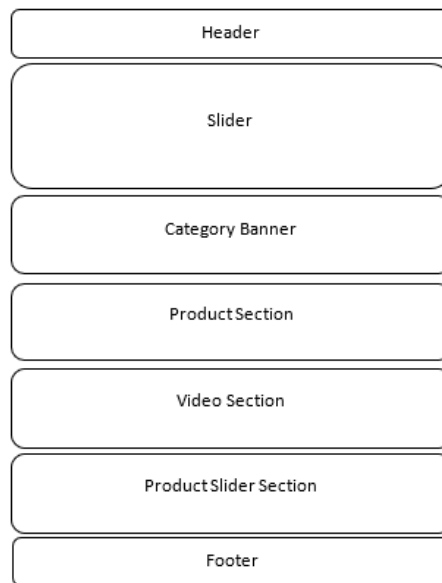 Header
Slider
Category Banner
Product Section
Video Section
Product Slider Section
Footer